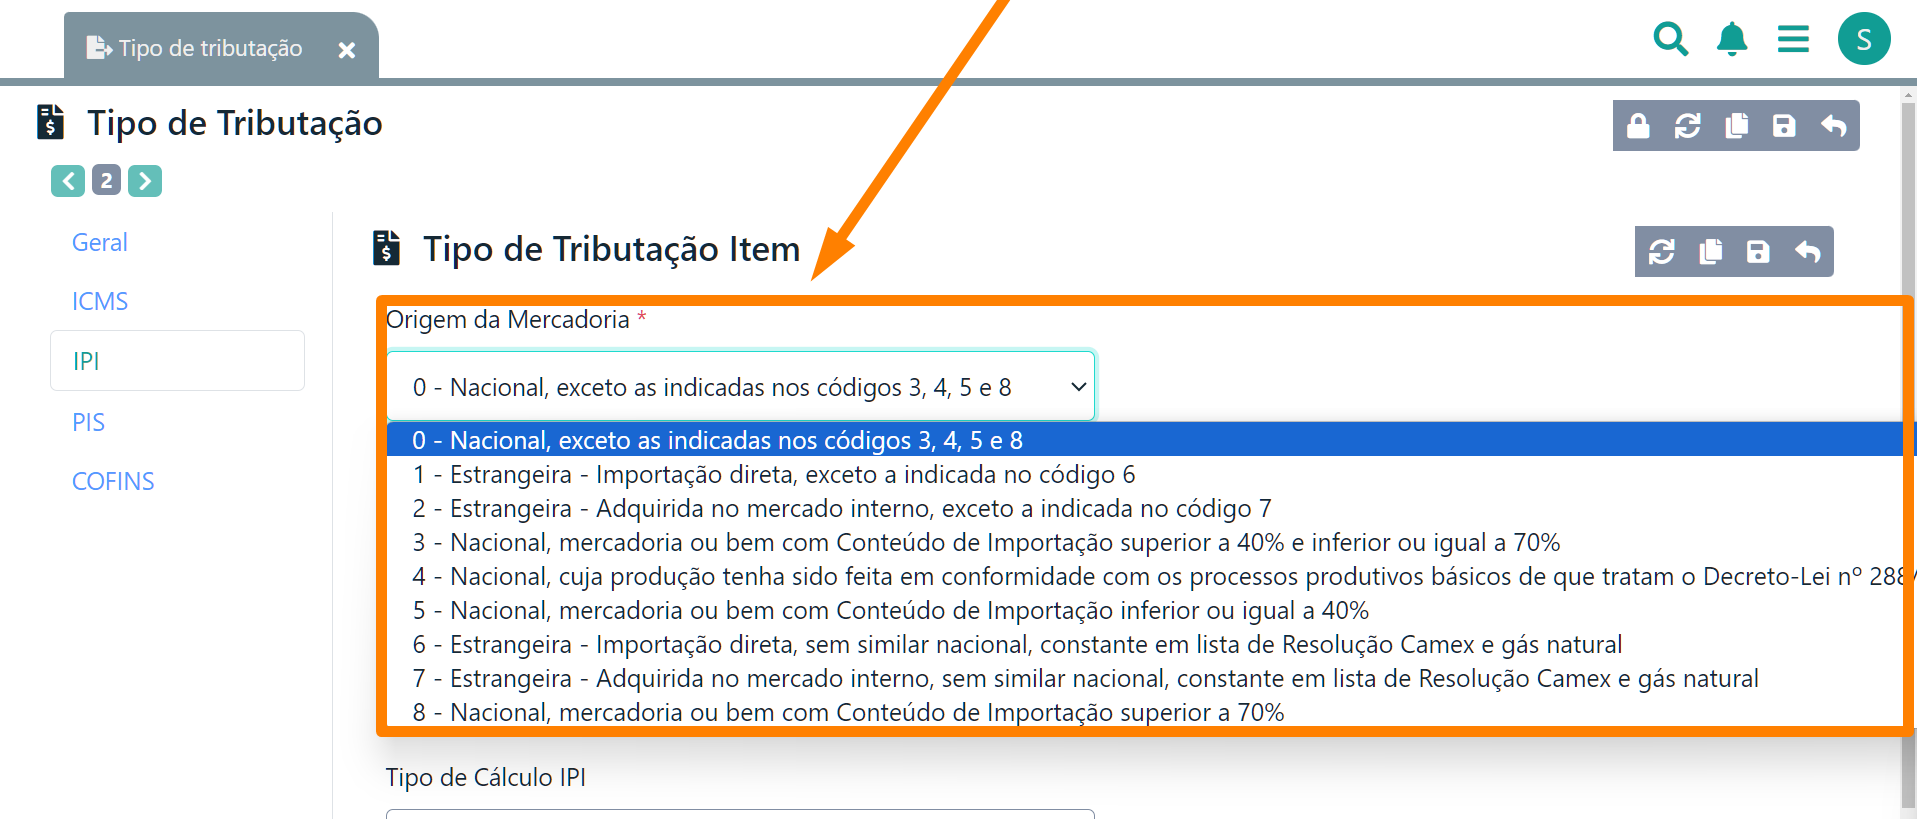 Tipo de tributação
S
Tipo de Tributação
2
Geral
ICMS
IPI
PIS
COFINS
Tipo de Tributação Item
Origem da Mercadoria *
0 - Nacional, exceto as indicadas nos códigos 3, 4, 5 e 8
0 - Nacional, exceto as indicadas nos códigos 3, 4, 5 e 8
1 - Estrangeira - Importação direta, exceto a indicada no código 6
2 - Estrangeira - Adquirida no mercado interno, exceto a indicada no código 7
3 - Nacional, mercadoria ou bem com Conteúdo de Importação superior a 40% e inferior ou igual a 70%
4 - Nacional, cuja produção tenha sido feita em conformidade com os processos produtivos básicos de que tratam o Decreto-Lei nº
5 - Nacional, mercadoria ou bem com Conteúdo de Importação inferior ou igual a 40%
6 - Estrangeira - Importação direta, sem similar nacional, constante em lista de Resolução Camex e gás natural
7 - Estrangeira - Adquirida no mercado interno, sem similar nacional, constante em lista de Resolução Camex e gás natural
8 - Nacional, mercadoria ou bem com Conteúdo de Importação superior a 70%
Tipo de Cálculo IPI